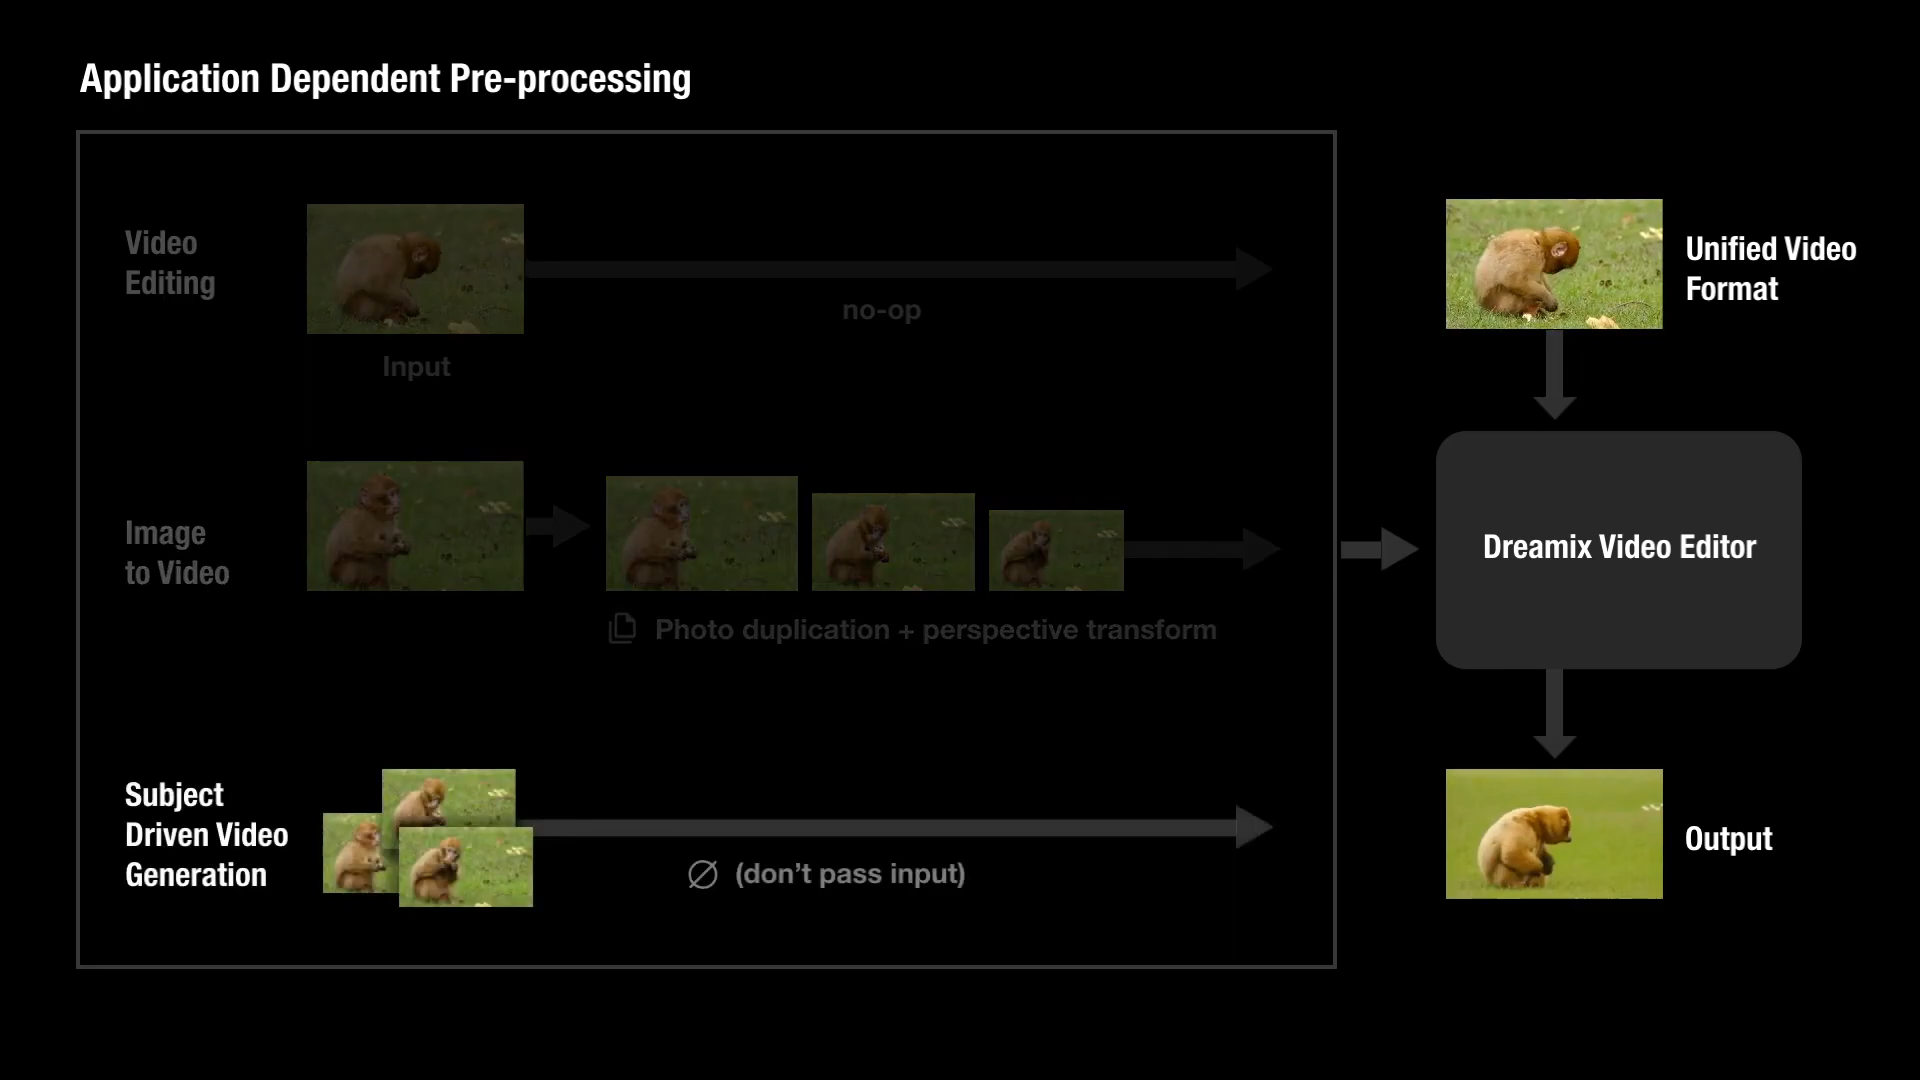 Application Dependent Pre-processing
Video
Editing
Input
no-op
Image
to Video
Photo duplication + perspective transform
Subject
Driven Video
Generation
∅ (don’t pass input)
Unified Video
Format
Dreamix Video Editor
Output